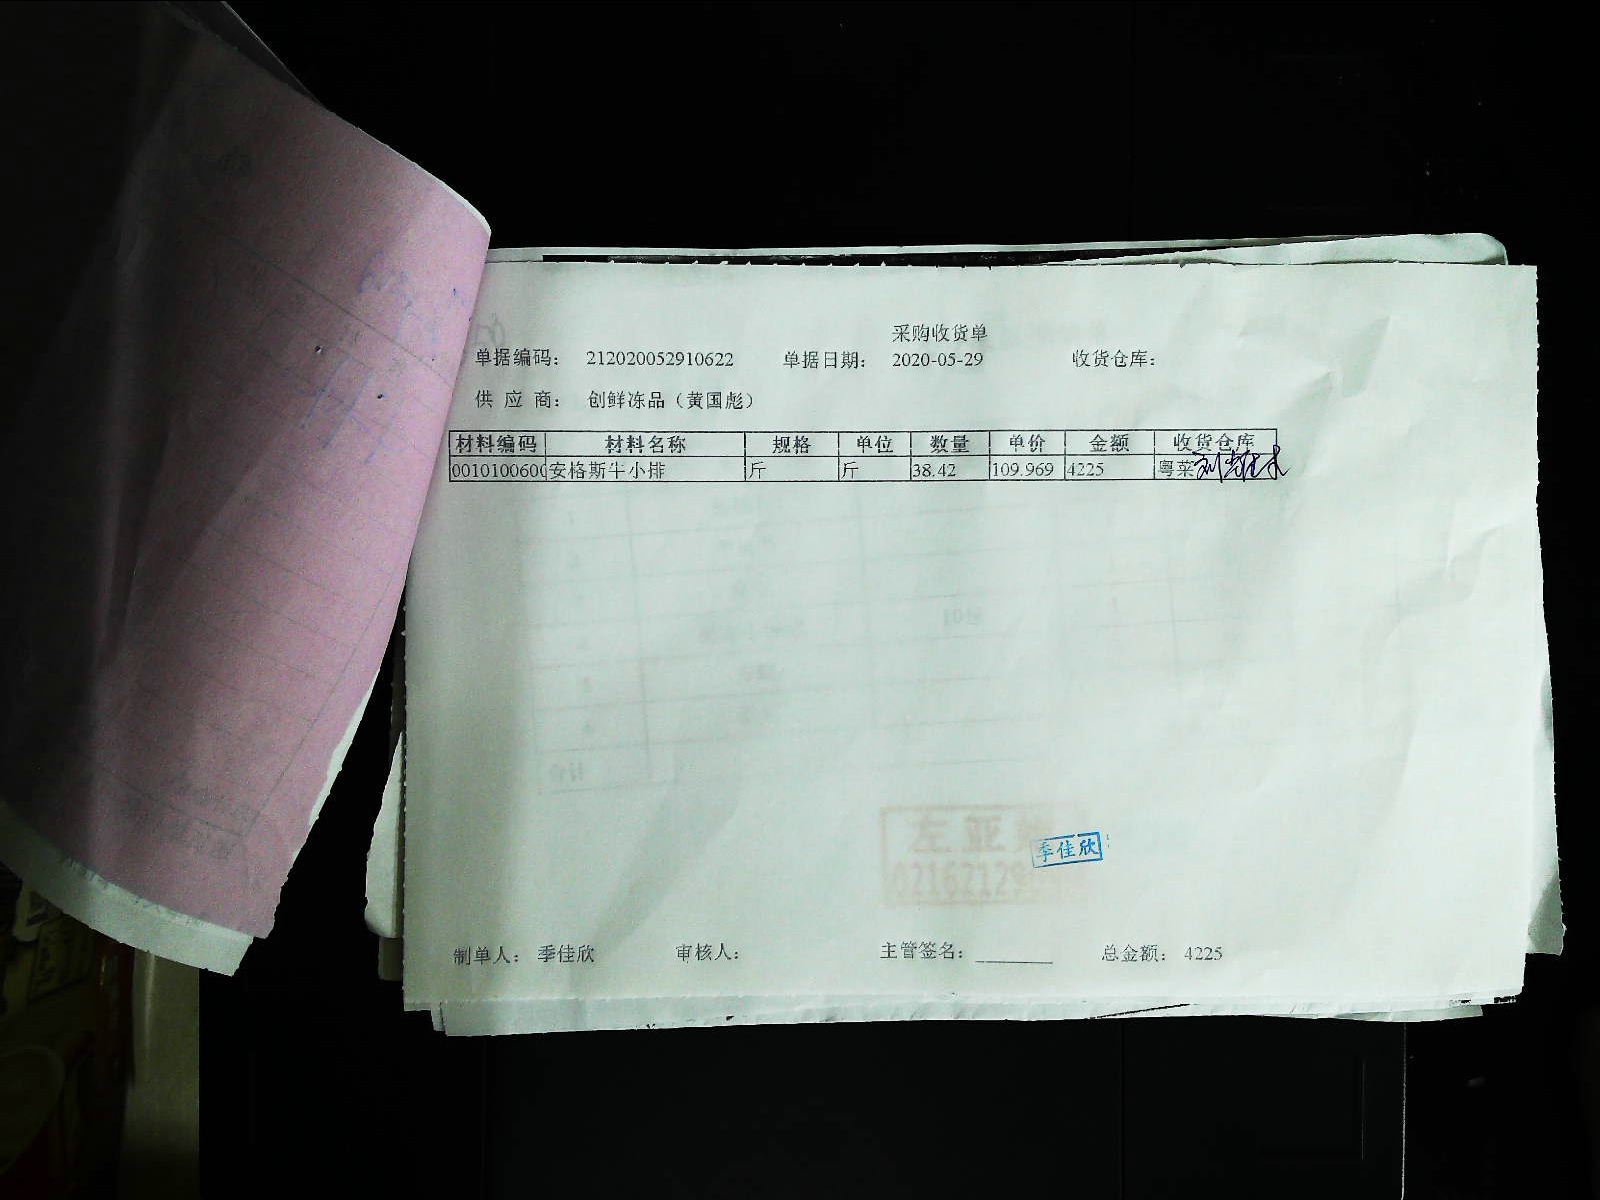 采购收货单
单据编码： 212020052910622 单据日期： 2020-05-29 收货仓库：
供 应 商： 创鲜冻品（黄国彪）
材料编码 材料名称 规格 单位 数量 单价 金额 收货仓库
0010100600 安格斯牛小排 斤 斤 38.42 109.969 4225 粤菜
左亚
0216212
季佳欣
制单人： 季佳欣 审核人： 主管签名： 总金额： 4225